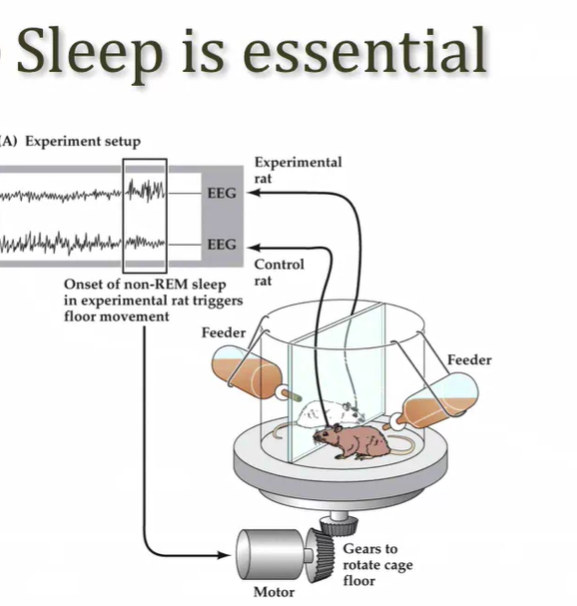 Sleep is essential
(A) Experiment setup
Experimental
rat
EEG
EEG
Control
rat
Onset of non-REM sleep
in experimental rat triggers
floor movement
Feeder
Feeder
Gears to
rotate cage
floor
Motor